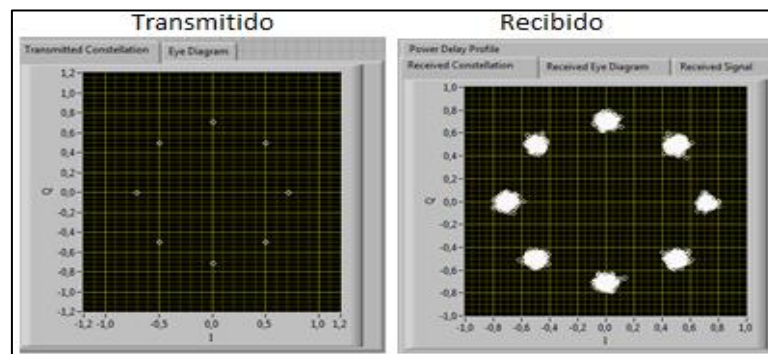 Transmitido
Recibido
Transmitted Constellation
Eye Diagram
1,2
1,0
0,8
0,6
0,4
0,2
0,0
-0,2
-0,4
-0,6
-0,8
-1,0
-1,2
Q
-1,2 -1,0 -0,5 0,0 0,5 1,0 1,2
I
Power Delay Profile
Received Constellation
Received Eye Diagram
Received Signal
1,0
0,8
0,6
0,4
0,2
0,0
-0,2
-0,4
-0,6
-0,8
-1,0
Q
-1,0 -0,8 -0,6 -0,4 -0,2 0,0 0,2 0,4 0,6 0,8 1,0
I